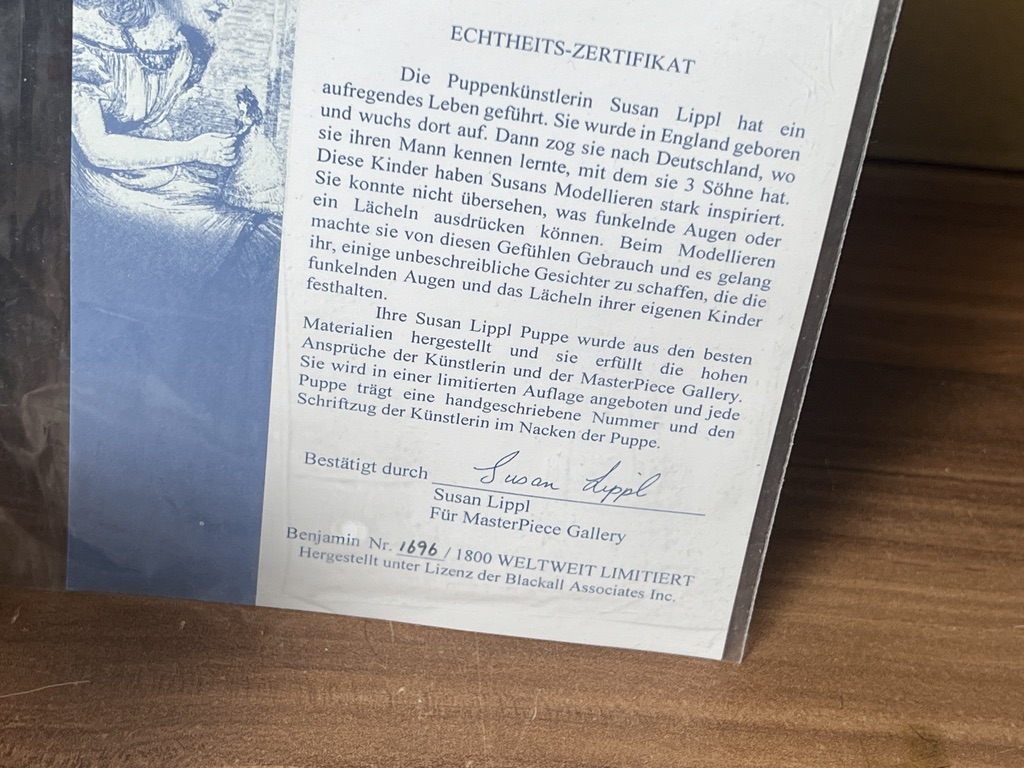 ECHTHEITS-ZERTIFIKAT
Die Puppenkünstlerin Susan Lippl hat ein
aufregendes Leben geführt. Sie wurde in England geboren
und wuchs dort auf. Dann zog sie nach Deutschland, wo
sie ihren Mann kennen lernte, mit dem sie 3 Söhne hat.
Diese Kinder haben Susans Modellieren stark inspiriert.
Sie konnte nicht übersehen, was funkelnde Augen oder
ein Lächeln ausdrücken können. Beim Modellieren
machte sie von diesen Gefühlen Gebrauch und es gelang
ihr, einige unbeschreibliche Gesichter zu schaffen, die die
funkelnden Augen und das Lächeln ihrer eigenen Kinder
festhalten.
Ihre Susan Lippl Puppe wurde aus den besten
Materialien hergestellt und sie erfüllt die hohen
Ansprüche der Künstlerin und der MasterPiece Gallery.
Sie wird in einer limitierten Auflage angeboten und jede
Puppe trägt eine handgeschriebene Nummer und den
Schriftzug der Künstlerin im Nacken der Puppe.
Bestätigt durch Susan Lippl
Susan Lippl
Für MasterPiece Gallery
Benjamin Nr. 1696 / 1800 WELTWEIT LIMITIERT
Hergestellt unter Lizenz der Blackall Associates Inc.